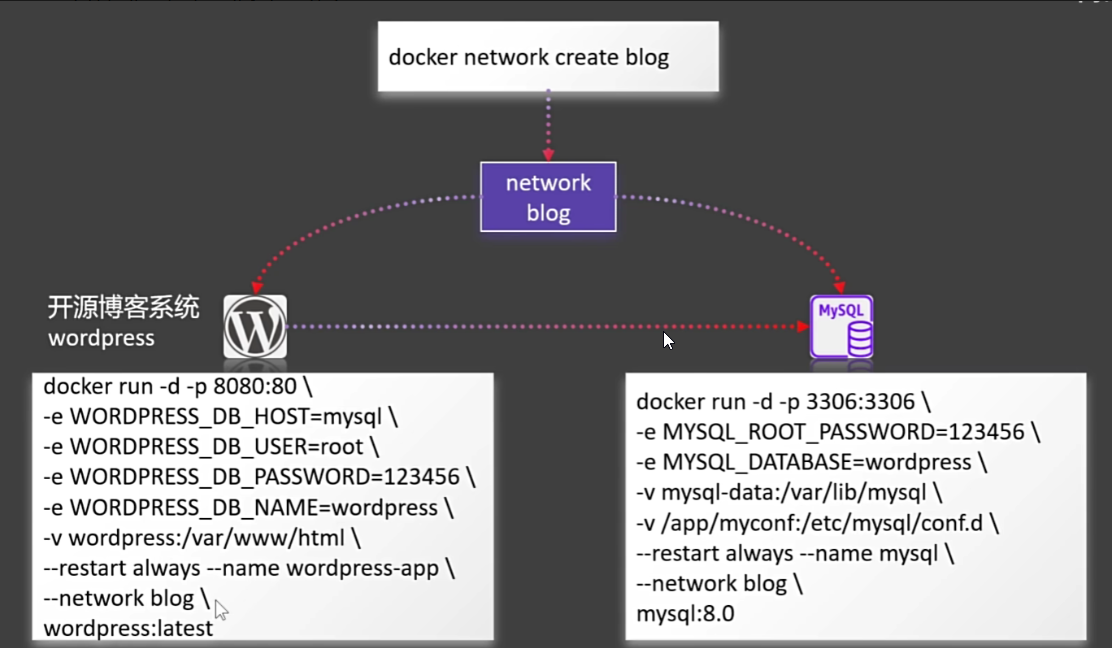 docker network create blog
network
blog
开源博客系统
wordpress
MySQL
docker run -d -p 8080:80 \
-e WORDPRESS_DB_HOST=mysql \
-e WORDPRESS_DB_USER=root \
-e WORDPRESS_DB_PASSWORD=123456 \
-e WORDPRESS_DB_NAME=wordpress \
-v wordpress:/var/www/html \
--restart always --name wordpress-app \
--network blog \
wordpress:latest
docker run -d -p 3306:3306 \
-e MYSQL_ROOT_PASSWORD=123456 \
-e MYSQL_DATABASE=wordpress \
-v mysql-data:/var/lib/mysql \
-v /app/myconf:/etc/mysql/conf.d \
--restart always --name mysql \
--network blog \
mysql:8.0